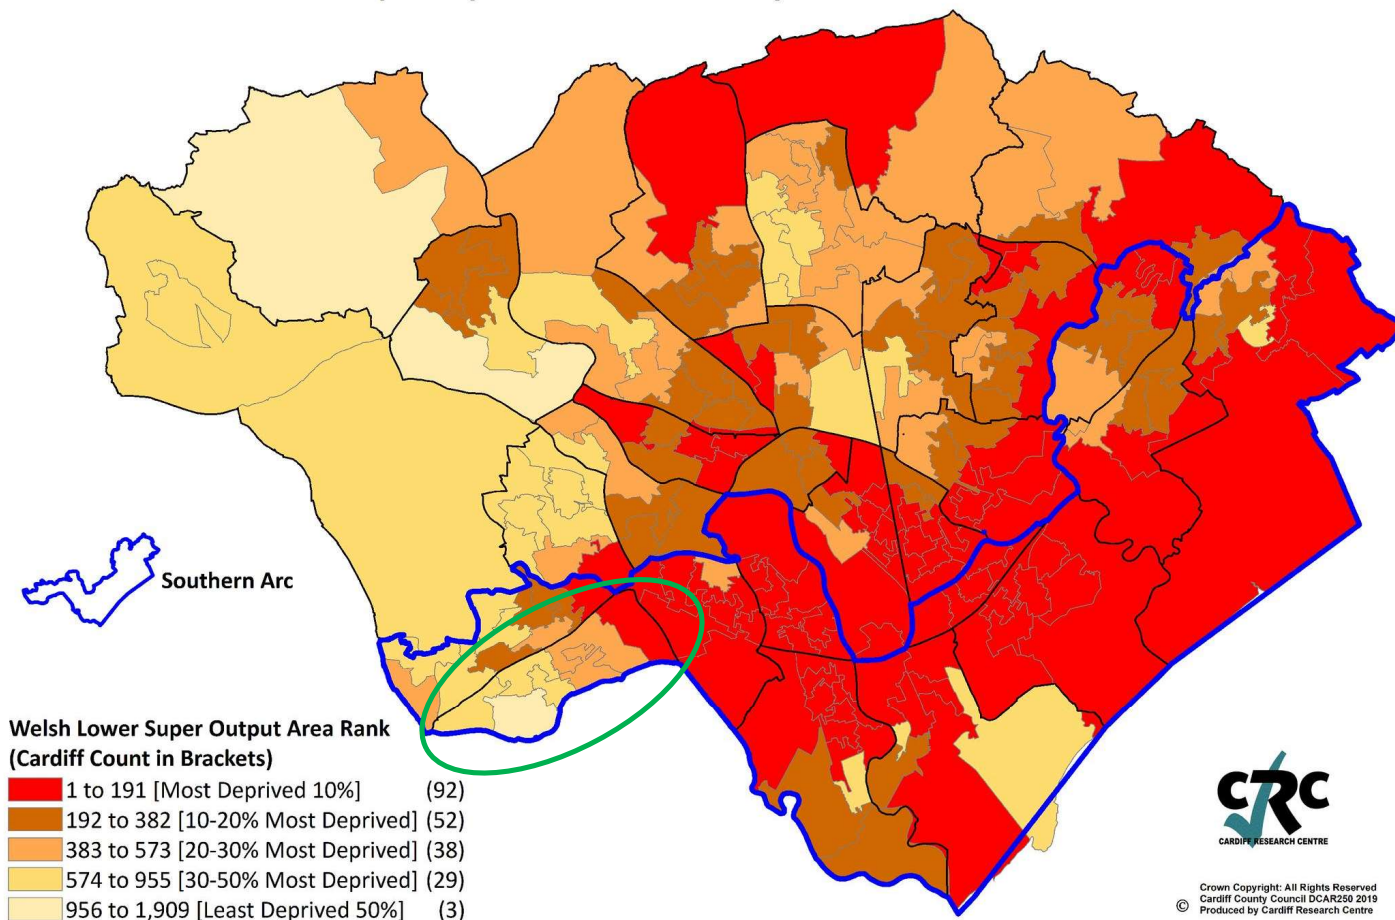 Southern Arc
Welsh Lower Super Output Area Rank
(Cardiff Count in Brackets)
1 to 191 [Most Deprived 10%] (92)
192 to 382 [10-20% Most Deprived] (52)
383 to 573 [20-30% Most Deprived] (38)
574 to 955 [30-50% Most Deprived] (29)
956 to 1,909 [Least Deprived 50%] (3)
CRC
CARDIFF RESEARCH CENTRE
Crown Copyright: All Rights Reserved
© Cardiff County Council DCAR250 2019
Produced by Cardiff Research Centre